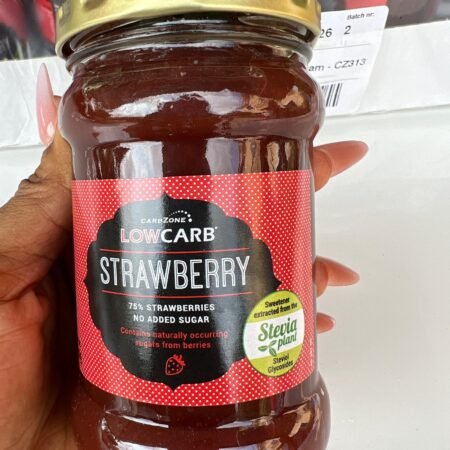 Batch nr:
26 2
am - CZ313
CARBZONE
LOWCARB®
STRAWBERRY
75% STRAWBERRIES
NO ADDED SUGAR
Contains naturally occurring
sugars from berries
Sweetener
extracted from the
Stevia
plant
Steviol
Glycosides